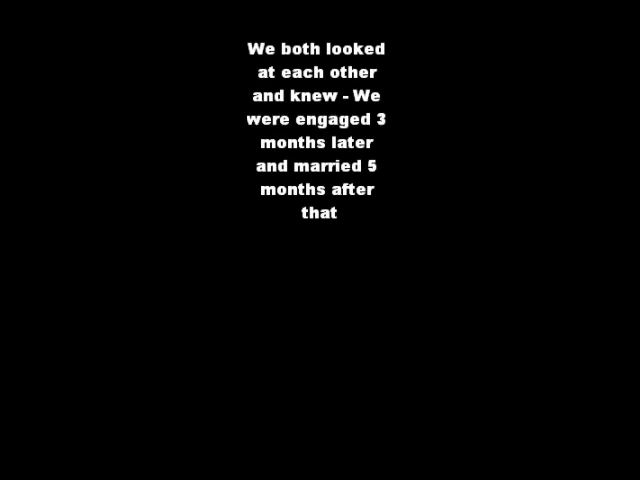 We both looked
at each other
and knew - We
were engaged 3
months later
and married 5
months after
that